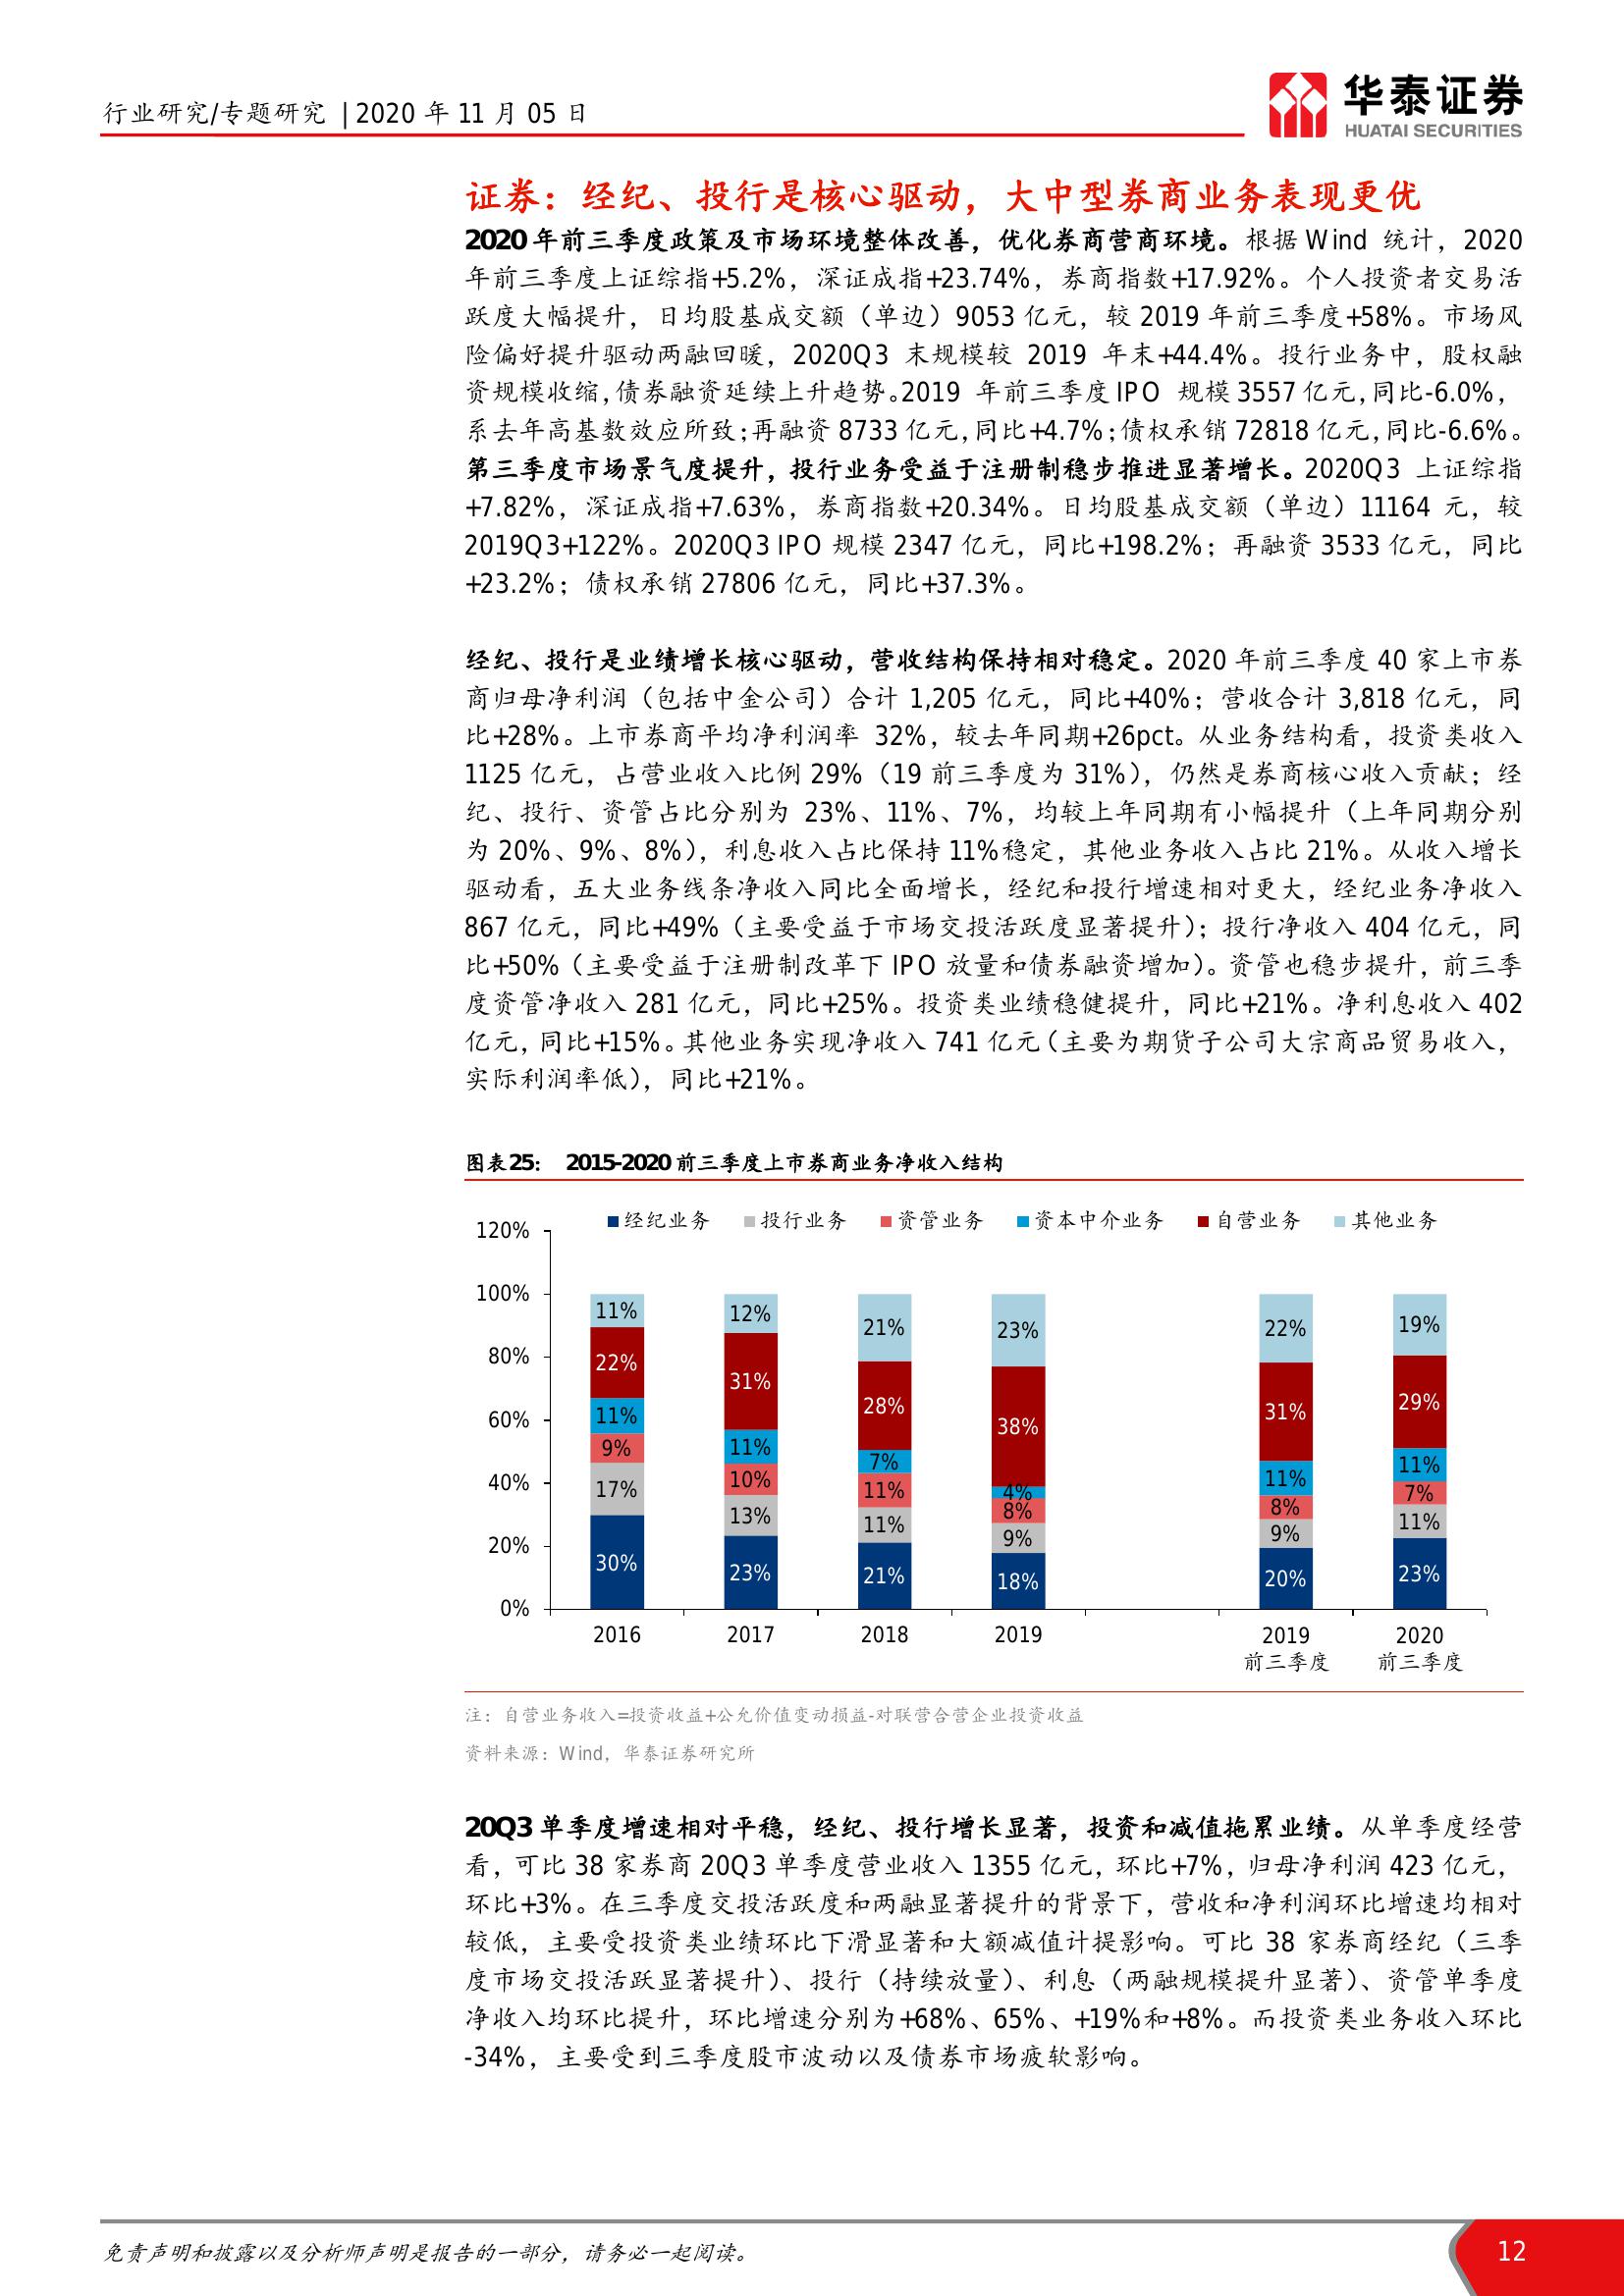 行业研究/专题研究 | 2020 年 11 月 05 日
华泰证券
HUATAI SECURITIES
证券：经纪、投行是核心驱动，大中型券商业务表现更优
2020 年前三季度政策及市场环境整体改善，优化券商营商环境。根据 Wind 统计，2020
年前三季度上证综指+5.2%，深证成指+23.74%，券商指数+17.92%。个人投资者交易活
跃度大幅提升，日均股基成交额（单边）9053 亿元，较 2019 年前三季度+58%。市场风
险偏好提升驱动两融回暖，2020Q3 末规模较 2019 年末+44.4%。投行业务中，股权融
资规模收缩，债券融资延续上升趋势。2019 年前三季度 IPO 规模 3557 亿元，同比-6.0%，
系去年高基数效应所致；再融资 8733 亿元，同比+4.7%；债权承销 72818 亿元，同比-6.6%。
第三季度市场景气度提升，投行业务受益于注册制稳步推进显著增长。2020Q3 上证综指
+7.82%，深证成指+7.63%，券商指数+20.34%。日均股基成交额（单边）11164 元，较
2019Q3+122%。2020Q3 IPO 规模 2347 亿元，同比+198.2%；再融资 3533 亿元，同比
+23.2%；债权承销 27806 亿元，同比+37.3%。
经纪、投行是业绩增长核心驱动，营收结构保持相对稳定。2020 年前三季度 40 家上市券
商归母净利润（包括中金公司）合计 1,205 亿元，同比+40%；营收合计 3,818 亿元，同
比+28%。上市券商平均净利润率 32%，较去年同期+26pct。从业务结构看，投资类收入
1125 亿元，占营业收入比例 29%（19 前三季度为 31%），仍然是券商核心收入贡献；经
纪、投行、资管占比分别为 23%、11%、7%，均较上年同期有小幅提升（上年同期分别
为 20%、9%、8%），利息收入占比保持 11%稳定，其他业务收入占比 21%。从收入增长
驱动看，五大业务线条净收入同比全面增长，经纪和投行增速相对更大，经纪业务净收入
867 亿元，同比+49%（主要受益于市场交投活跃度显著提升）；投行净收入 404 亿元，同
比+50%（主要受益于注册制改革下 IPO 放量和债券融资增加）。资管也稳步提升，前三季
度资管净收入 281 亿元，同比+25%。投资类业绩稳健提升，同比+21%。净利息收入 402
亿元，同比+15%。其他业务实现净收入 741 亿元（主要为期货子公司大宗商品贸易收入，
实际利润率低），同比+21%。
图表25： 2015-2020 前三季度上市券商业务净收入结构
经纪业务 投行业务 资管业务 资本中介业务 自营业务 其他业务
120%
100%
80%
60%
40%
20%
0%
11% 12% 21% 23% 22% 19%
22% 31% 28% 38% 31% 29%
11% 11% 7% 4% 11% 11%
9% 10% 11% 8% 8% 7%
17% 13% 11% 9% 9% 11%
30% 23% 21% 18% 20% 23%
2016 2017 2018 2019 2019 2020
前三季度 前三季度
注：自营业务收入=投资收益+公允价值变动损益-对联营合营企业投资收益
资料来源：Wind，华泰证券研究所
20Q3 单季度增速相对平稳，经纪、投行增长显著，投资和减值拖累业绩。从单季度经营
看，可比 38 家券商 20Q3 单季度营业收入 1355 亿元，环比+7%，归母净利润 423 亿元，
环比+3%。在三季度交投活跃度和两融显著提升的背景下，营收和净利润环比增速均相对
较低，主要受投资类业绩环比下滑显著和大额减值计提影响。可比 38 家券商经纪（三季
度市场交投活跃显著提升）、投行（持续放量）、利息（两融规模提升显著）、资管单季度
净收入均环比提升，环比增速分别为+68%、65%、+19%和+8%。而投资类业务收入环比
-34%，主要受到三季度股市波动以及债券市场疲软影响。
免责声明和披露以及分析师声明是报告的一部分，请务必一起阅读。
12